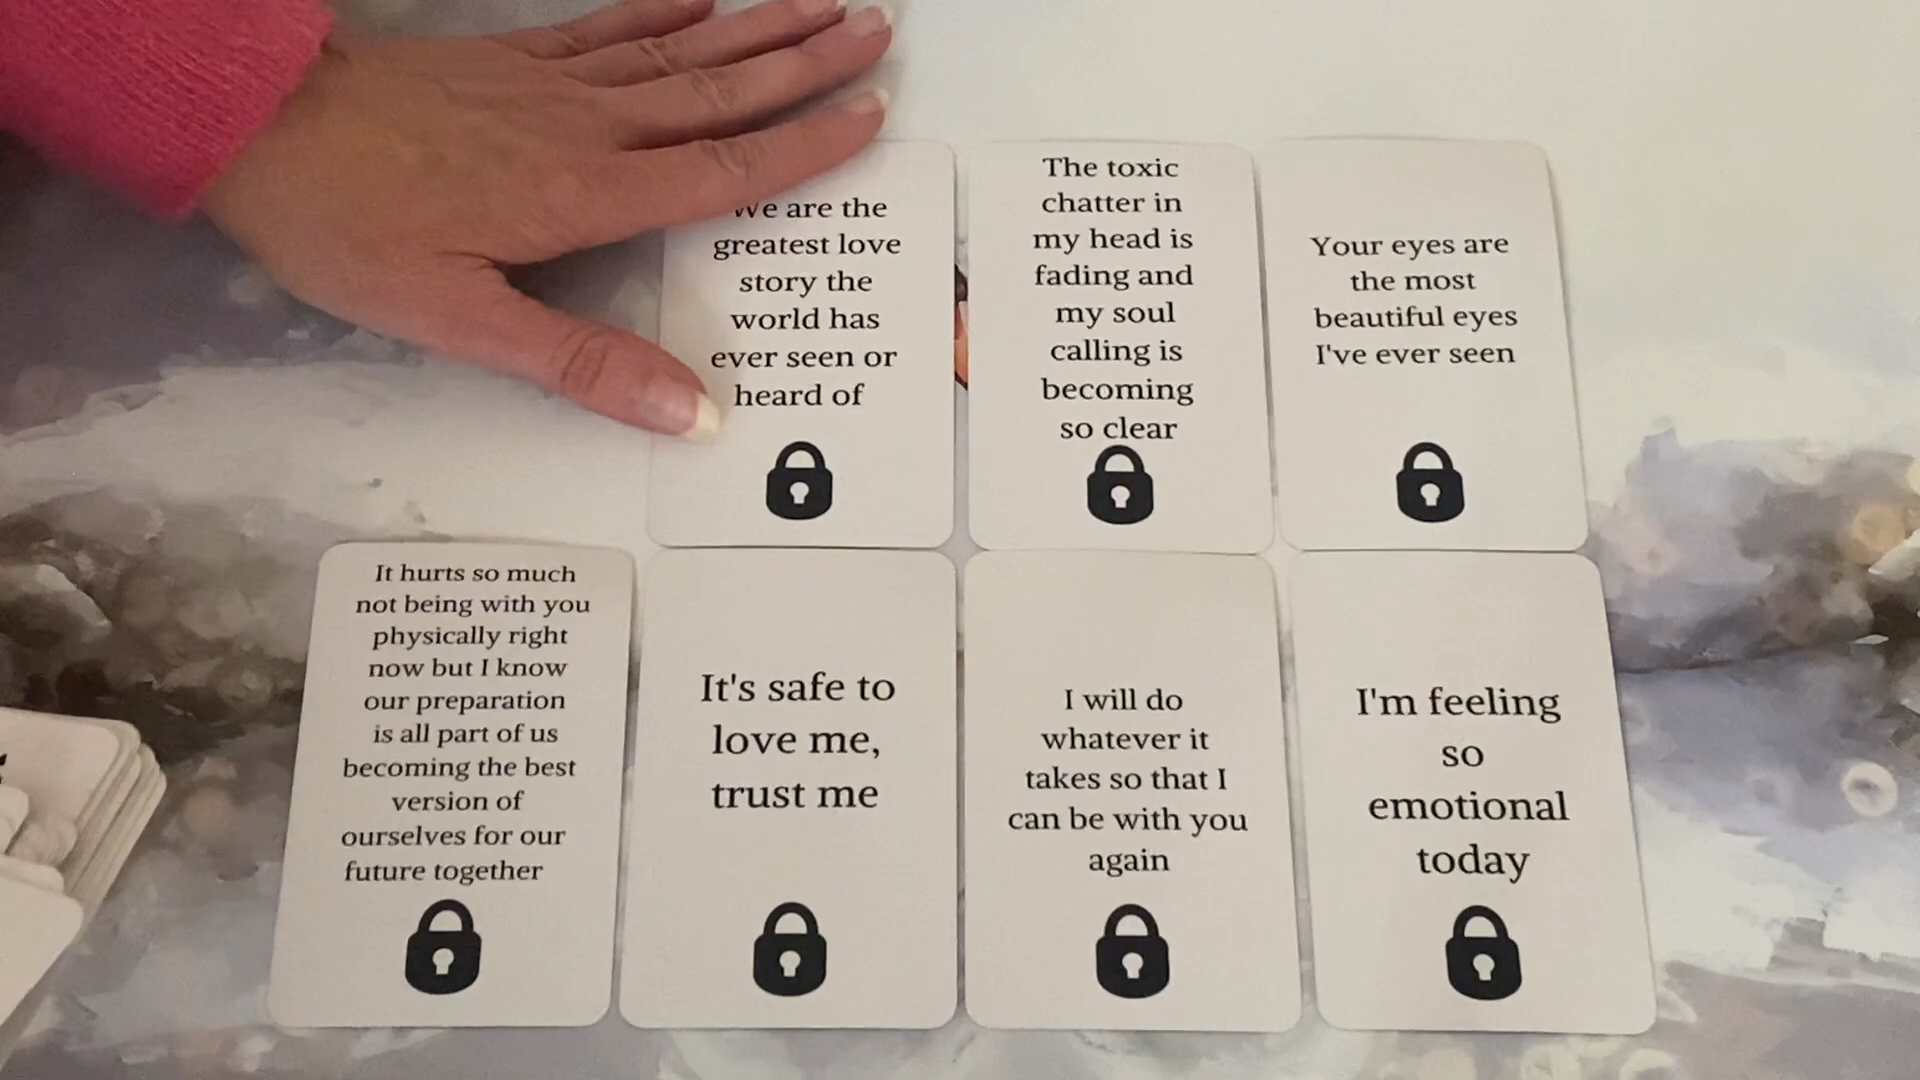 We are the
greatest love
story the
world has
ever seen or
heard of
The toxic
chatter in
my head is
fading and
my soul
calling is
becoming
so clear
Your eyes are
the most
beautiful eyes
I've ever seen
It hurts so much
not being with you
physically right
now but I know
our preparation
is all part of us
becoming the best
version of
ourselves for our
future together
It's safe to
love me,
trust me
I will do
whatever it
takes so that I
can be with you
again
I'm feeling
so
emotional
today